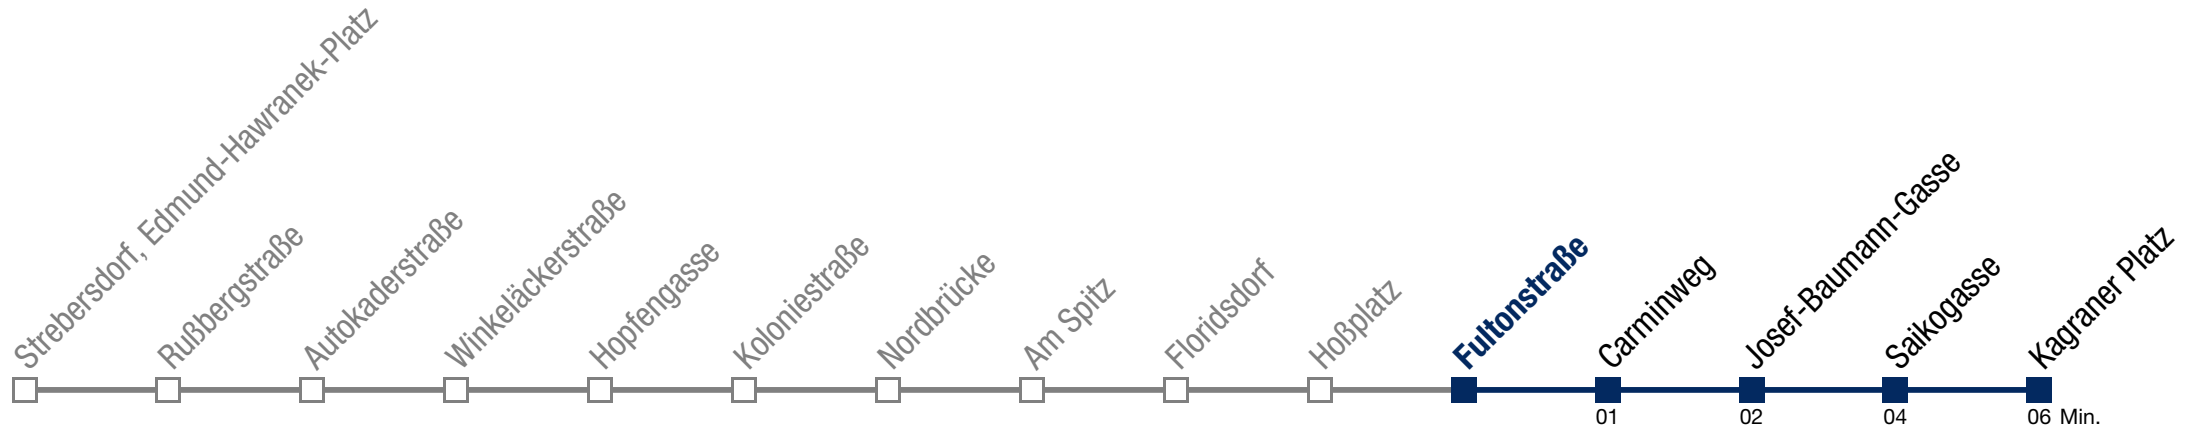 Strebersdorf, Edmund-Hawranek-Platz
Rußbergstraße
Autokaderstraße
Winkeläckerstraße
Hopfengasse
Koloniestraße
Nordbrücke
Am Spitz
Floridsdorf
Hoßplatz
Fultonstraße
Carminweg
Josef-Baumann-Gasse
Saikogasse
Kagraner Platz
01 02 04 06 Min.